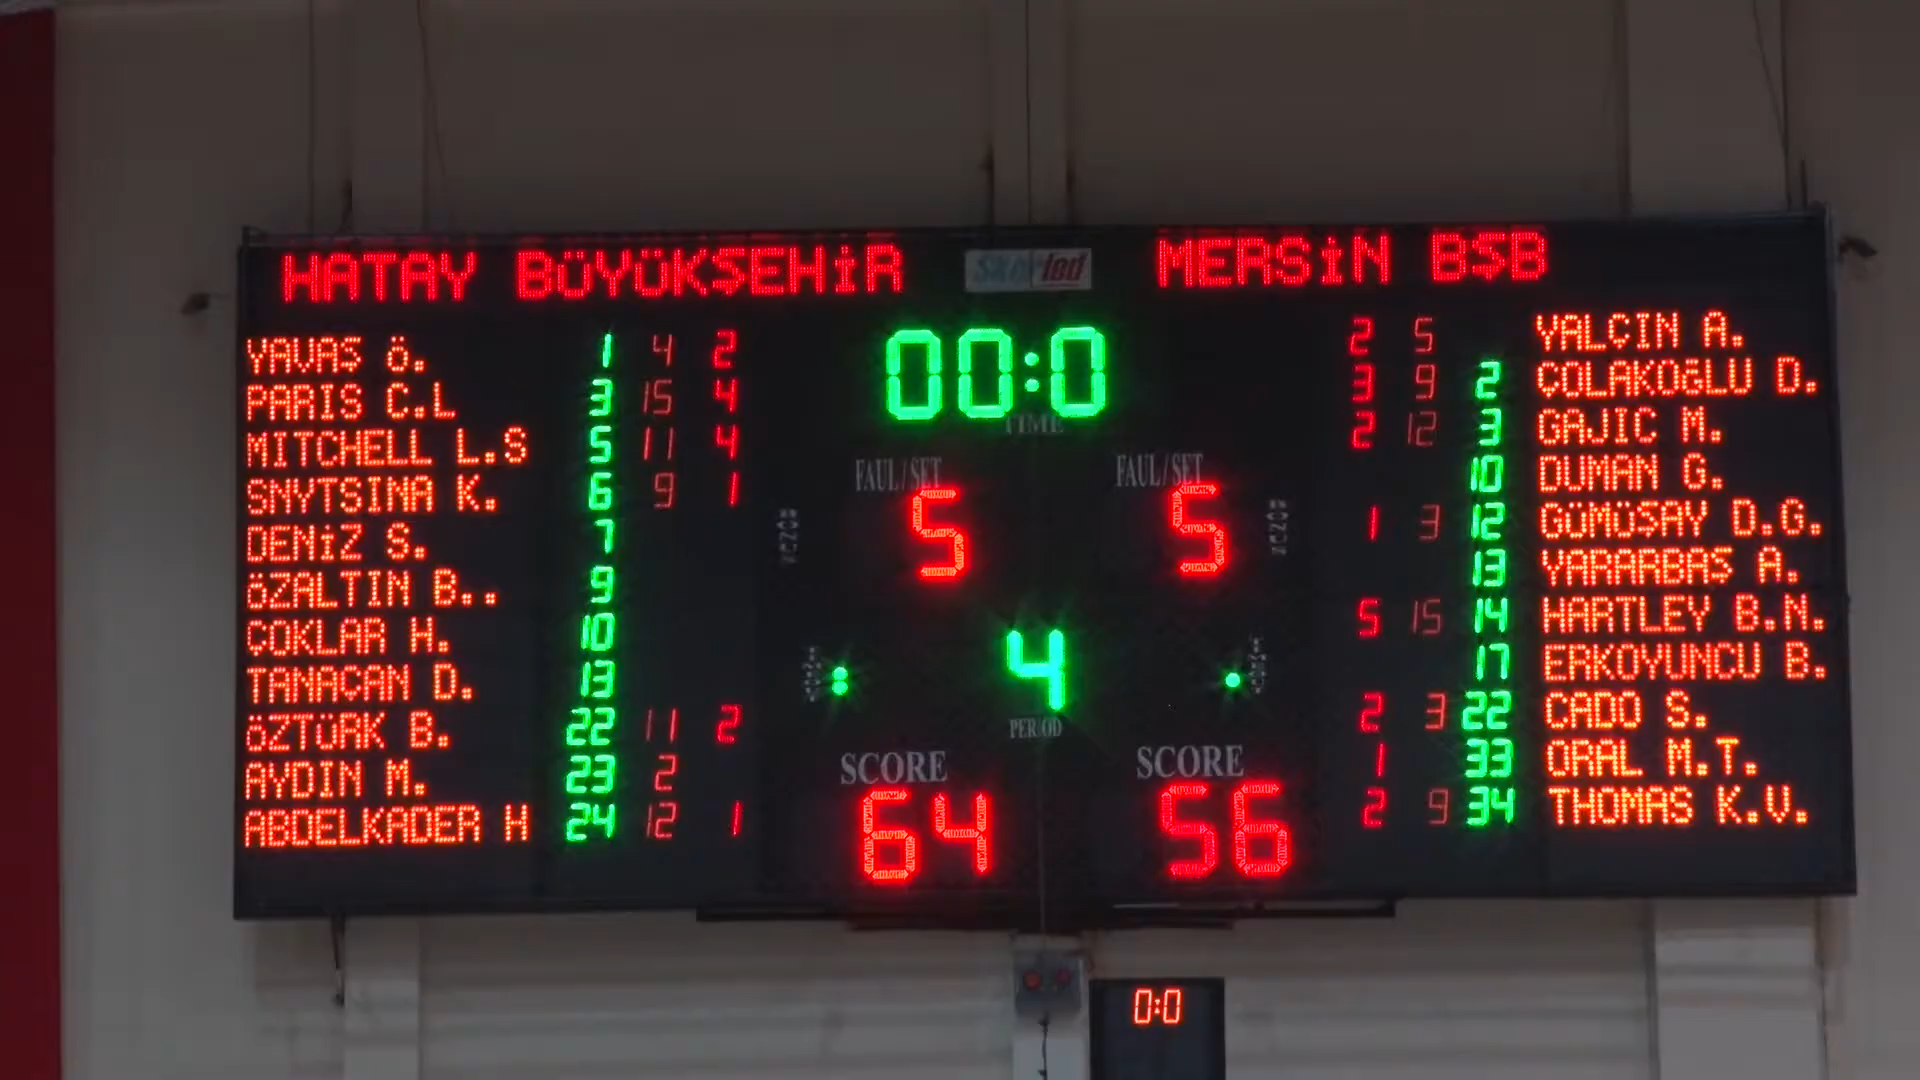 HATAY BÜYÜKŞEHiR
MERSiN BŞB
00:0
TIME
YAVAŞ Ö. 1 4 2
PARIS C.L 3 15 4
MITCHELL L.S 5 11 4
SNYTSINA K. 6 9 1
DENiZ S. 7
ÖZALTIN B.. 9
ÇOKLAR H. 10
TANAÇAN D. 13
ÖZTÜRK B. 22 11 2
AYDIN M. 23 2
ABDELKADER H 24 12 1
FAUL/SET
5
FAUL/SET
5
4
PERIOD
SCORE
64
SCORE
56
2 5 YALÇIN A.
3 9 2 ÇOLAKOĞLU D.
2 12 3 GAJIC M.
10 DUMAN G.
1 3 12 GÜMÜŞAY D.G.
13 YARARBAŞ A.
5 15 14 HARTLEY B.N.
17 ERKOYUNCU B.
2 3 22 CADO S.
1 33 ORAL M.T.
2 9 34 THOMAS K.V.
0:0